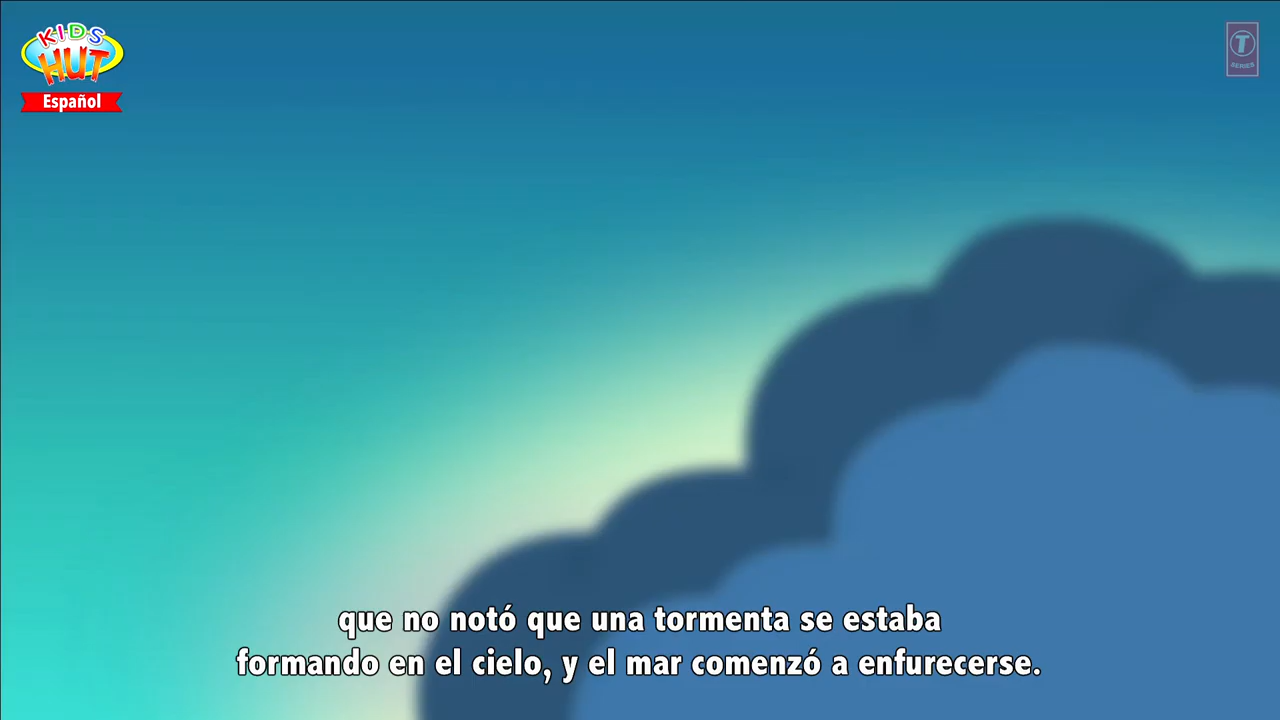 KIDS
HUT
Español
T
SERIES
que no notó que una tormenta se estaba
formando en el cielo, y el mar comenzó a enfurecerse.